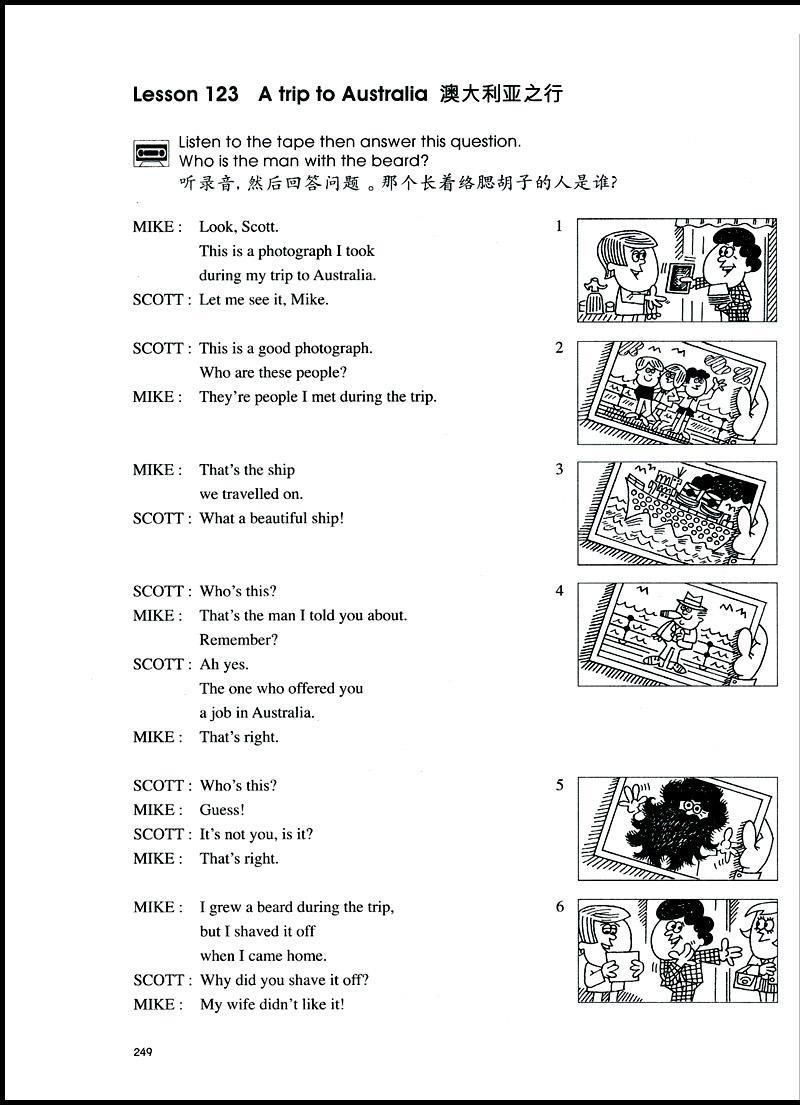 Lesson 123 A trip to Australia 澳大利亚之行
Listen to the tape then answer this question.
Who is the man with the beard?
听录音，然后回答问题。那个长着络腮胡子的人是谁?
MIKE : Look, Scott.
This is a photograph I took
during my trip to Australia.
SCOTT : Let me see it, Mike.
1
SCOTT : This is a good photograph.
Who are these people?
MIKE : They're people I met during the trip.
2
MIKE : That's the ship
we travelled on.
SCOTT : What a beautiful ship!
3
SCOTT : Who's this?
MIKE : That's the man I told you about.
Remember?
SCOTT : Ah yes.
The one who offered you
a job in Australia.
MIKE : That's right.
4
SCOTT : Who's this?
MIKE : Guess!
SCOTT : It's not you, is it?
MIKE : That's right.
5
MIKE : I grew a beard during the trip,
but I shaved it off
when I came home.
SCOTT : Why did you shave it off?
MIKE : My wife didn't like it!
6
249